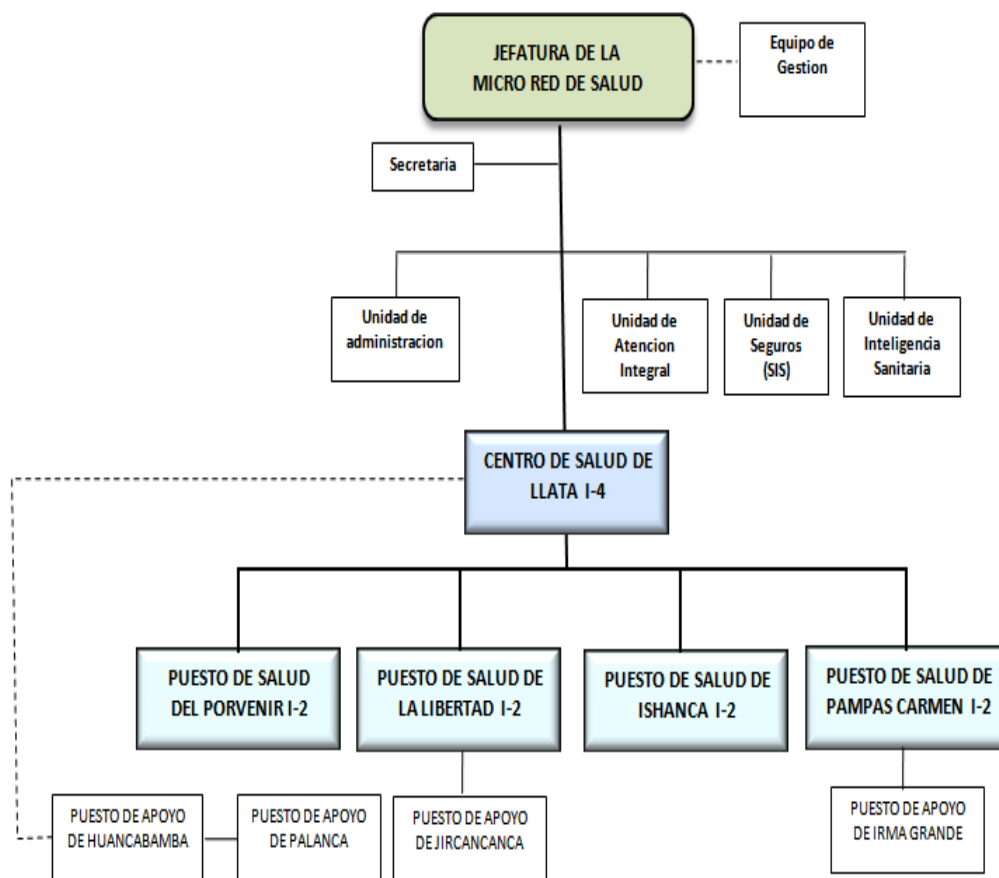 JEFATURA DE LA
MICRO RED DE SALUD
Equipo de
Gestion
Secretaria
Unidad de
administracion
Unidad de
Atencion
Integral
Unidad de
Seguros
(SIS)
Unidad de
Inteligencia
Sanitaria
CENTRO DE SALUD DE
LLATA I-4
PUESTO DE SALUD
DEL PORVENIR I-2
PUESTO DE SALUD DE
LA LIBERTAD I-2
PUESTO DE SALUD DE
ISHANCA I-2
PUESTO DE SALUD DE
PAMPAS CARMEN I-2
PUESTO DE APOYO
DE HUANCABAMBA
PUESTO DE APOYO
DE PALANCA
PUESTO DE APOYO
DE JIRCANCANCA
PUESTO DE APOYO
DE IRMA GRANDE